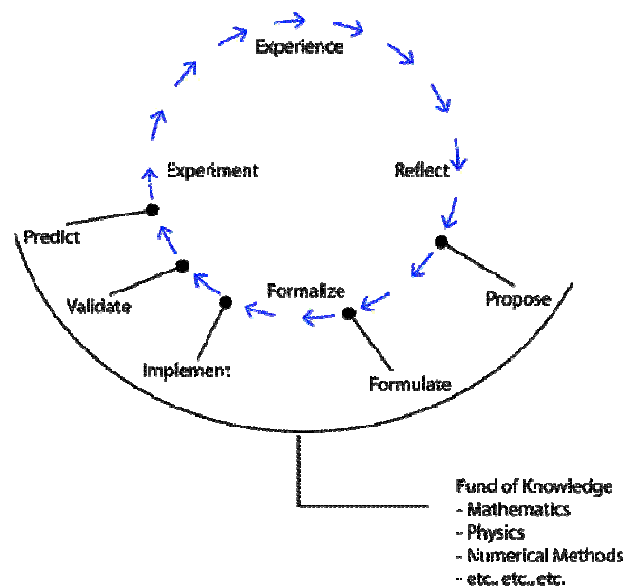 Experience
Experiment
Reflect
Predict
Validate
Formalize
Propose
Implement
Formulate
Fund of Knowledge
- Mathematics
- Physics
- Numerical Methods
- etc., etc., etc.